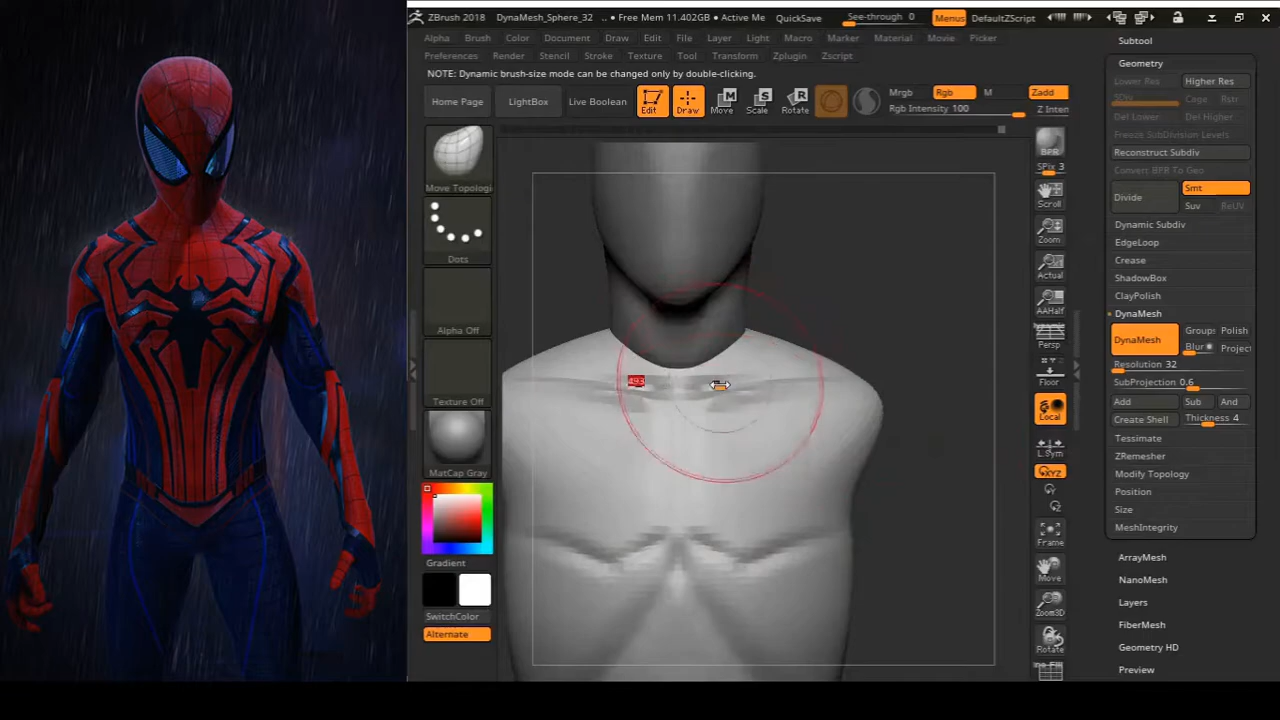 ZBrush 2018 DynaMesh_Sphere_32 .. ● Free Mem 11.402GB ● Active Me QuickSave See-through 0 Menus DefaultZScript
Alpha Brush Color Document Draw Edit File Layer Light Macro Marker Material Movie Picker
Preferences Render Stencil Stroke Texture Tool Transform Zplugin Zscript
NOTE: Dynamic brush-size mode can be changed only by double-clicking.
Home Page LightBox Live Boolean Edit Draw Move Scale Rotate
Mrgb Rgb M Zadd
Rgb Intensity 100 Z Inten
Move Topologi
Dots
Alpha Off
Texture Off
MatCap Gray
Gradient
SwitchColor
Alternate
493
BPR
SPix 3
Scroll
Zoom
Actual
AAHalf
Dynamic
Persp
Floor
Local
L.Sym
XYZ
Frame
Move
Zoom3D
Rotate
Line Fill
Subtool
Geometry
Lower Res Higher Res
SDiv Cage Rstr
Del Lower Del Higher
Freeze SubDivision Levels
Reconstruct Subdiv
Convert BPR To Geo
Divide Smt
Suv ReUV
Dynamic Subdiv
EdgeLoop
Crease
ShadowBox
ClayPolish
DynaMesh
DynaMesh Groups Polish
Blur Project
Resolution 32
SubProjection 0.6
Add Sub And
Create Shell Thickness 4
Tessimate
ZRemesher
Modify Topology
Position
Size
MeshIntegrity
ArrayMesh
NanoMesh
Layers
FiberMesh
Geometry HD
Preview